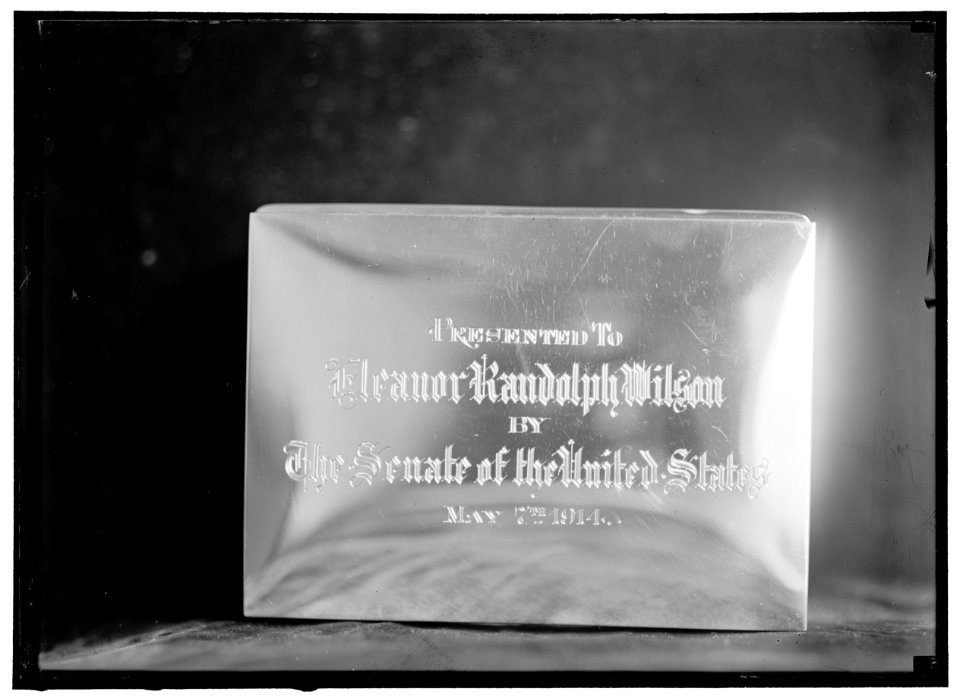 Presented To
Eleanor Randolph Wilson
BY
The Senate of the United States
May 7TH 1914.